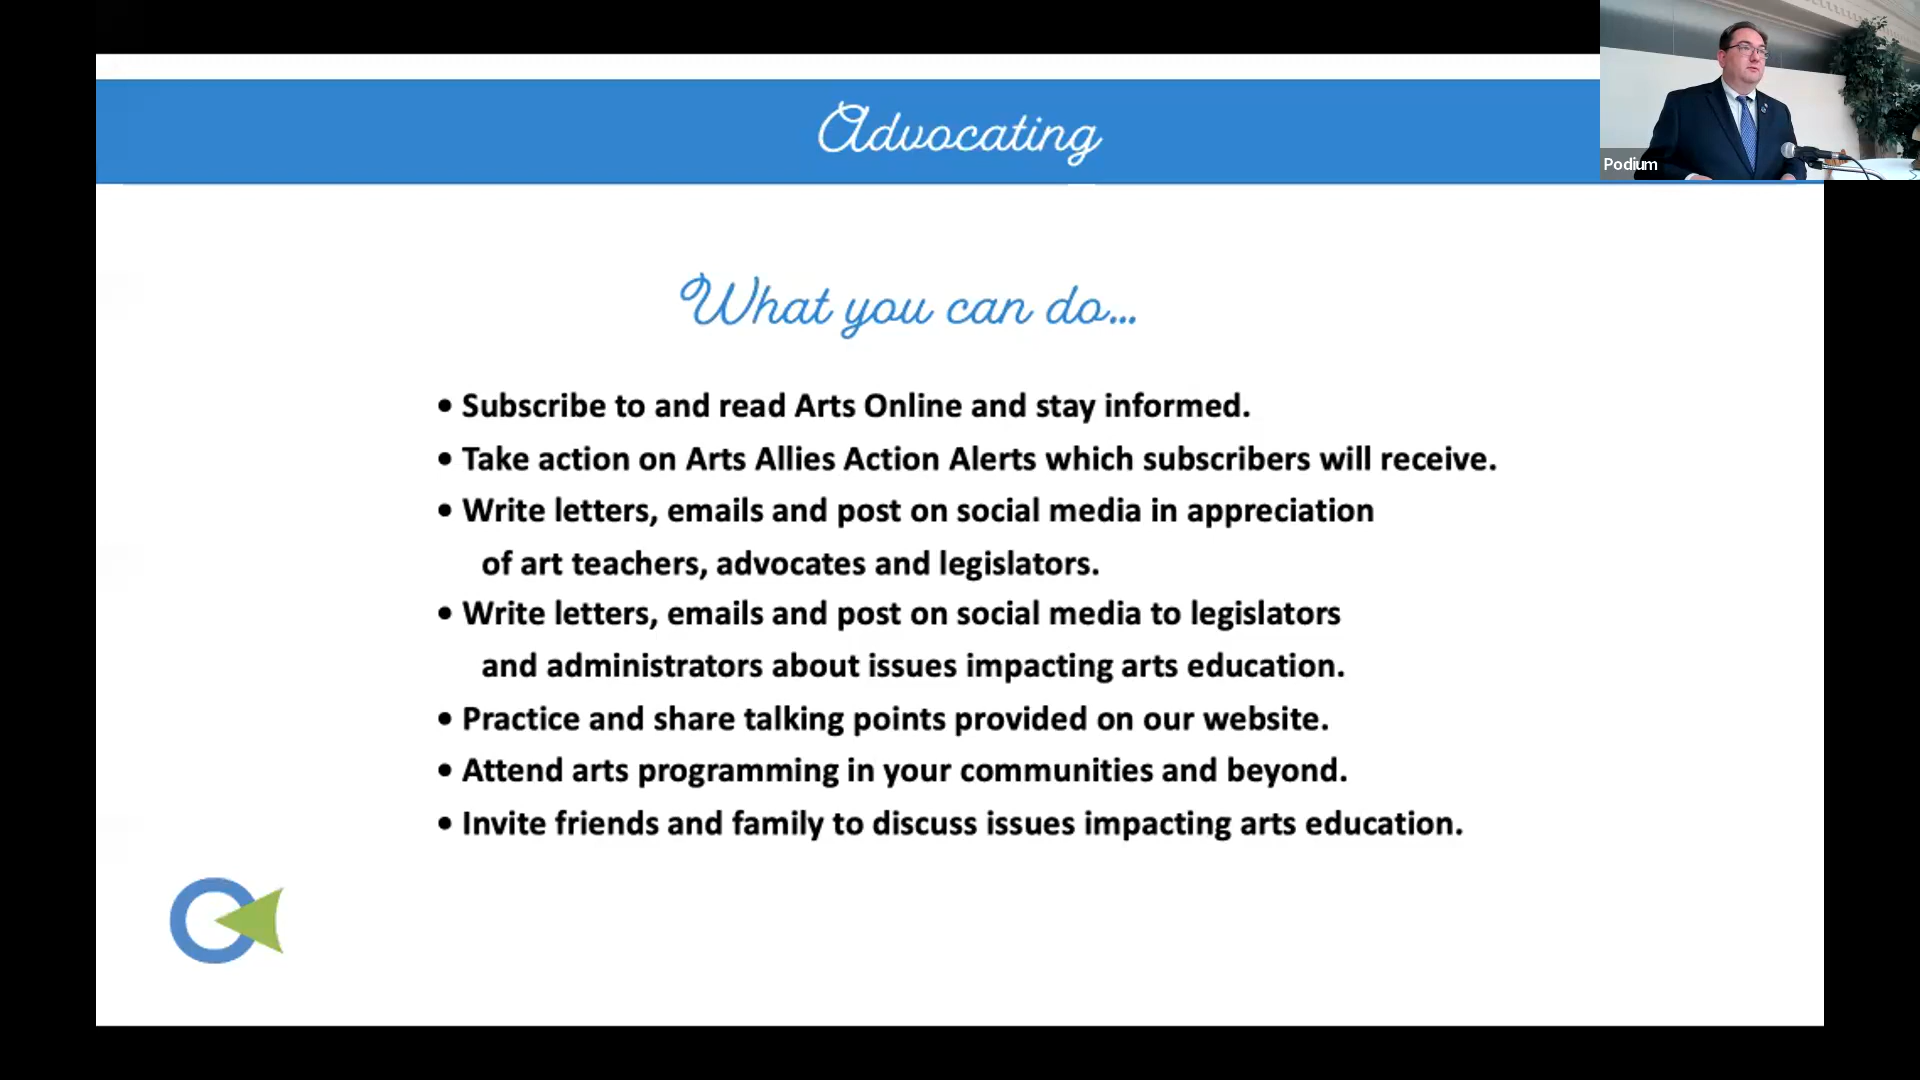 Advocating
Podium
What you can do...
• Subscribe to and read Arts Online and stay informed.
• Take action on Arts Allies Action Alerts which subscribers will receive.
• Write letters, emails and post on social media in appreciation
of art teachers, advocates and legislators.
• Write letters, emails and post on social media to legislators
and administrators about issues impacting arts education.
• Practice and share talking points provided on our website.
• Attend arts programming in your communities and beyond.
• Invite friends and family to discuss issues impacting arts education.